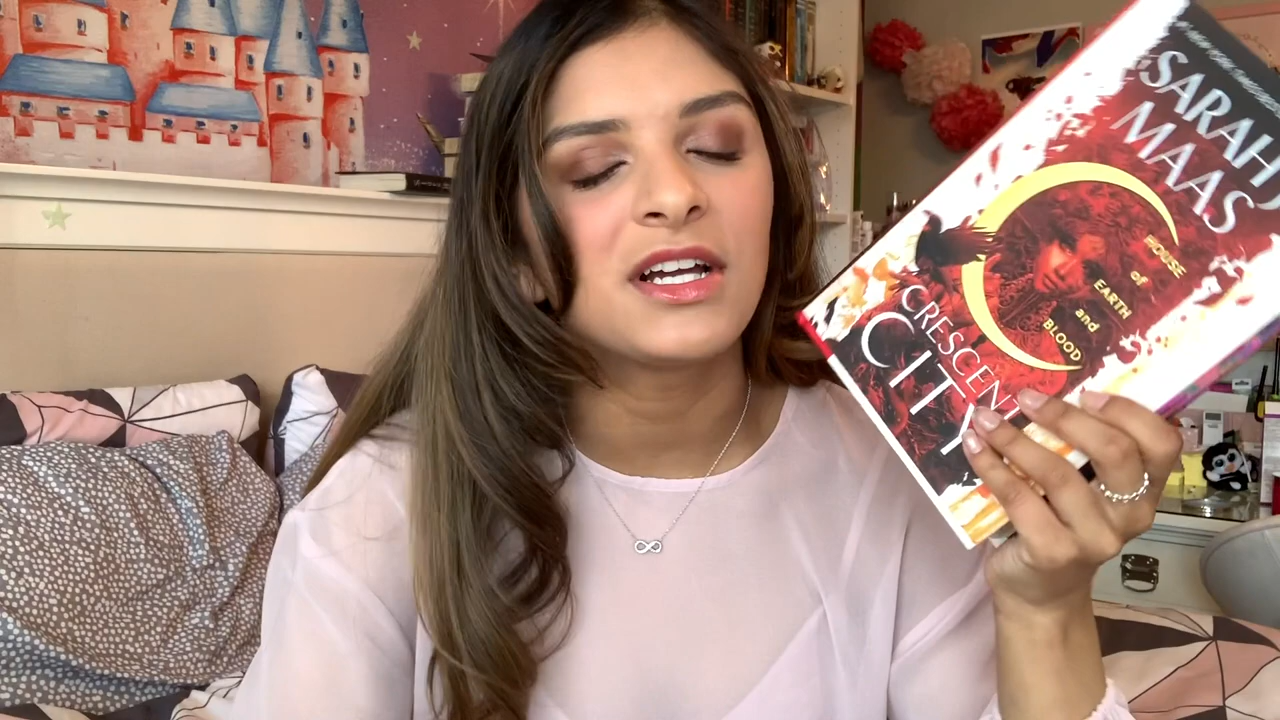 SARAH J
MAAS
HOUSE
of
EARTH
and
BLOOD
CRESCENT
CITY